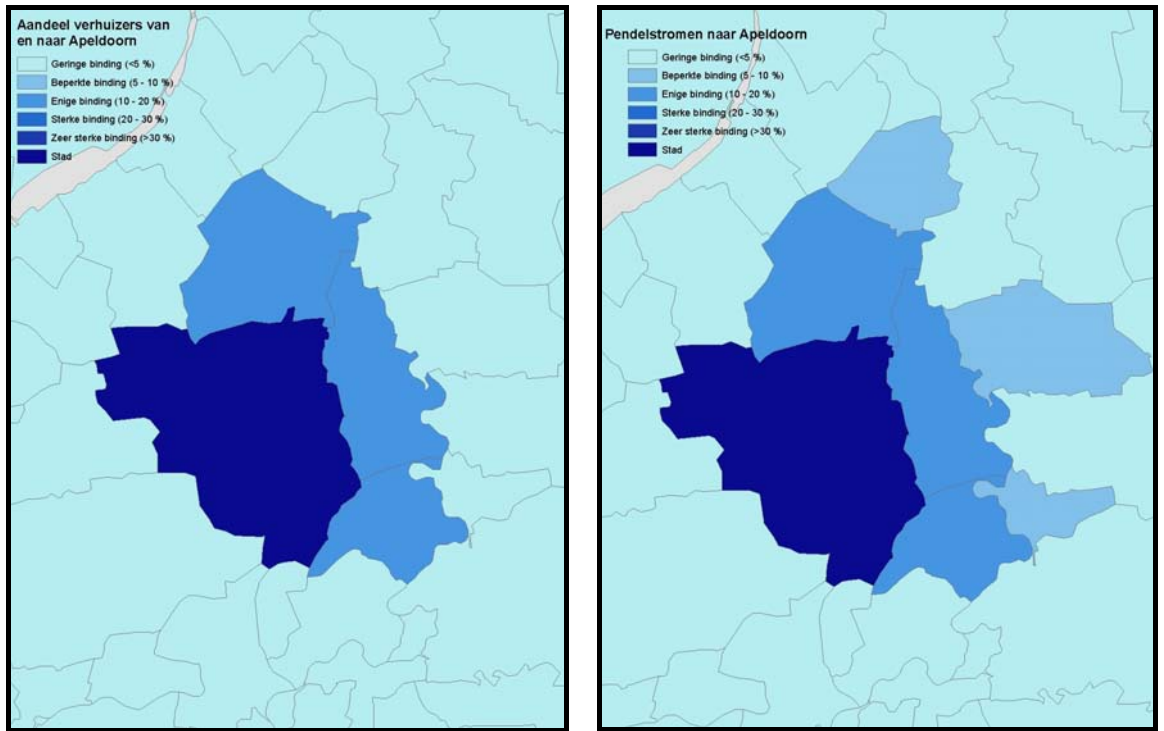 Aandeel verhuizers van
en naar Apeldoorn
Geringe binding (<5 %)
Beperkte binding (5 - 10 %)
Enige binding (10 - 20 %)
Sterke binding (20 - 30 %)
Zeer sterke binding (>30 %)
Stad
Pendelstromen naar Apeldoorn
Geringe binding (<5 %)
Beperkte binding (5 - 10 %)
Enige binding (10 - 20 %)
Sterke binding (20 - 30 %)
Zeer sterke binding (>30 %)
Stad